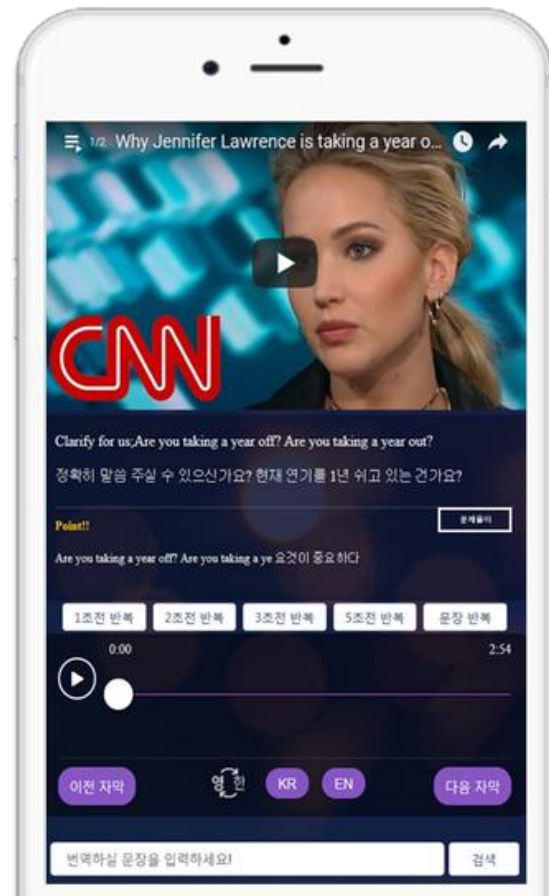 1/2 Why Jennifer Lawrence is taking a year o...
CNN
Clarify for us;Are you taking a year off? Are you taking a year out?
정확히 말씀 주실 수 있으신가요? 현재 연기를 1년 쉬고 있는 건가요?
Point!!
문제풀이
Are you taking a year off? Are you taking a ye 요것이 중요하다
1초전 반복 2초전 반복 3초전 반복 5초전 반복 문장 반복
0:00 2:54
이전 자막 영 한 KR EN 다음 자막
번역하실 문장을 입력하세요! 검색